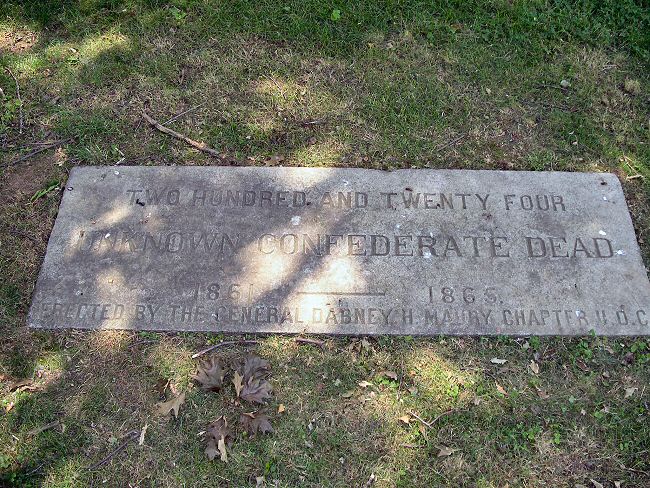 TWO HUNDRED AND TWENTY FOUR
UNKNOWN CONFEDERATE DEAD
1861 — 1865.
ERECTED BY THE GENERAL DABNEY. H. MAURY CHAPTER U.D.C.